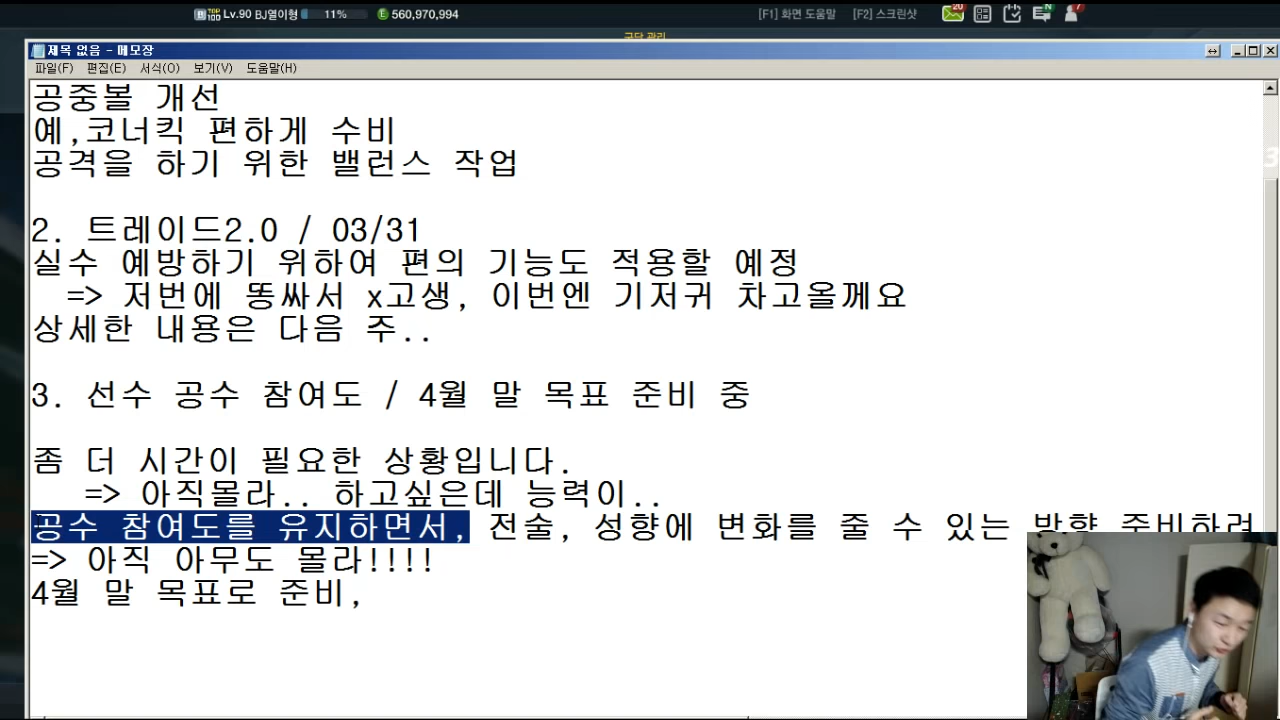 TOP 100 Lv.90 BJ열이형 11% 560,970,994 [F1] 화면 도움말 [F2] 스크린샷 20 N 7
구단 관리
제목 없음 - 메모장
파일(F) 편집(E) 서식(O) 보기(V) 도움말(H)
공중볼 개선
예,코너킥 편하게 수비
공격을 하기 위한 밸런스 작업
2. 트레이드2.0 / 03/31
실수 예방하기 위하여 편의 기능도 적용할 예정
=> 저번에 똥싸서 x고생, 이번엔 기저귀 차고올께요
상세한 내용은 다음 주..
3. 선수 공수 참여도 / 4월 말 목표 준비 중
좀 더 시간이 필요한 상황입니다.
=> 아직몰라.. 하고싶은데 능력이..
공수 참여도를 유지하면서, 전술, 성향에 변화를 줄 수 있는 방향 준비하려
=> 아직 아무도 몰라!!!!
4월 말 목표로 준비,